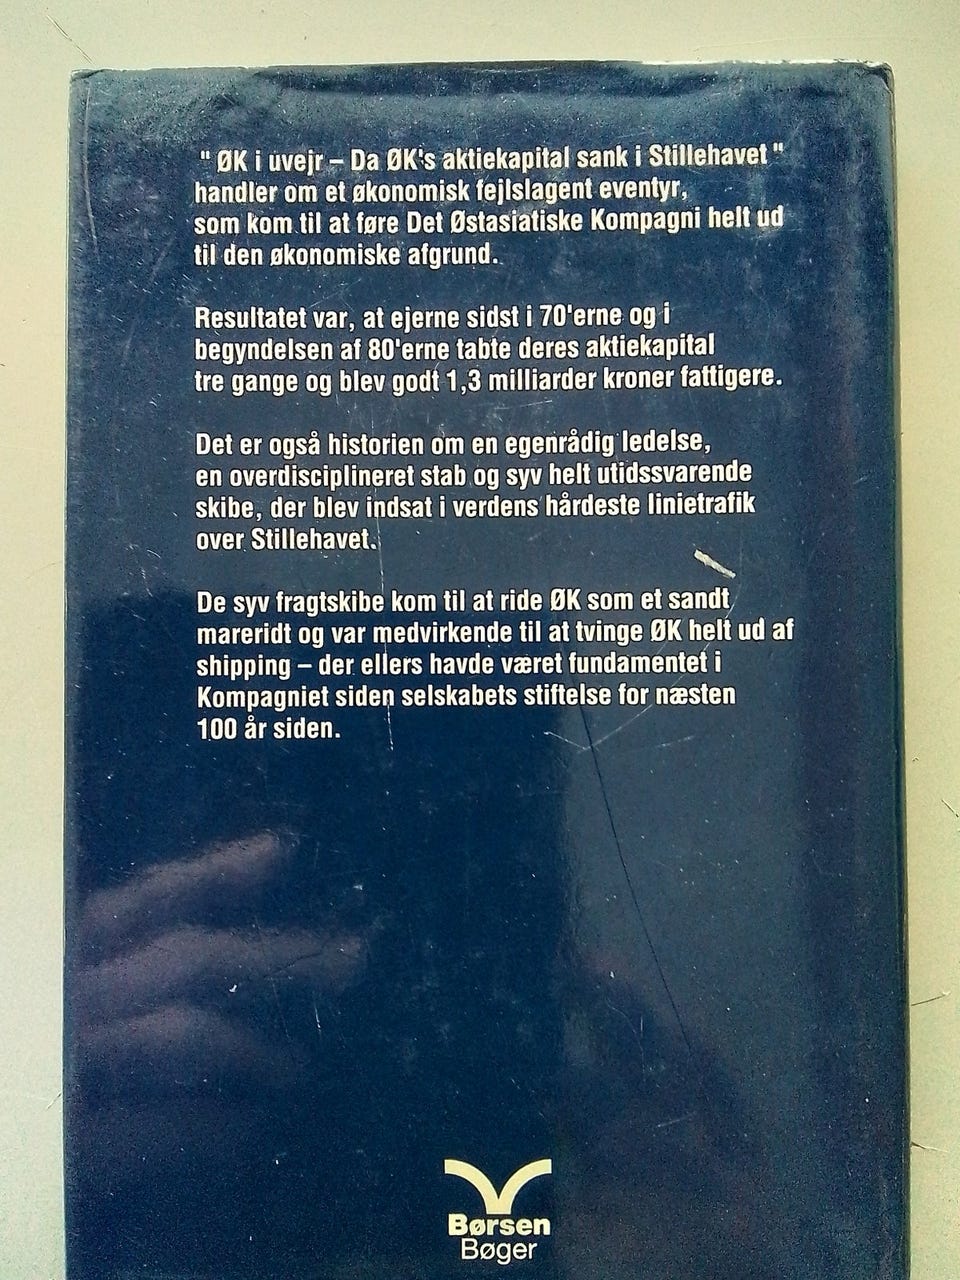 " ØK i uvejr – Da ØK's aktiekapital sank i Stillehavet "
handler om et økonomisk fejlslagent eventyr,
som kom til at føre Det Østasiatiske Kompagni helt ud
til den økonomiske afgrund.
Resultatet var, at ejerne sidst i 70'erne og i
begyndelsen af 80'erne tabte deres aktiekapital
tre gange og blev godt 1,3 milliarder kroner fattigere.
Det er også historien om en egenrådig ledelse,
en overdisciplineret stab og syv helt utidssvarende
skibe, der blev indsat i verdens hårdeste linietrafik
over Stillehavet.
De syv fragtskibe kom til at ride ØK som et sandt
mareridt og var medvirkende til at tvinge ØK helt ud af
shipping – der ellers havde været fundamentet i
Kompagniet siden selskabets stiftelse for næsten
100 år siden.
Børsen
Bøger